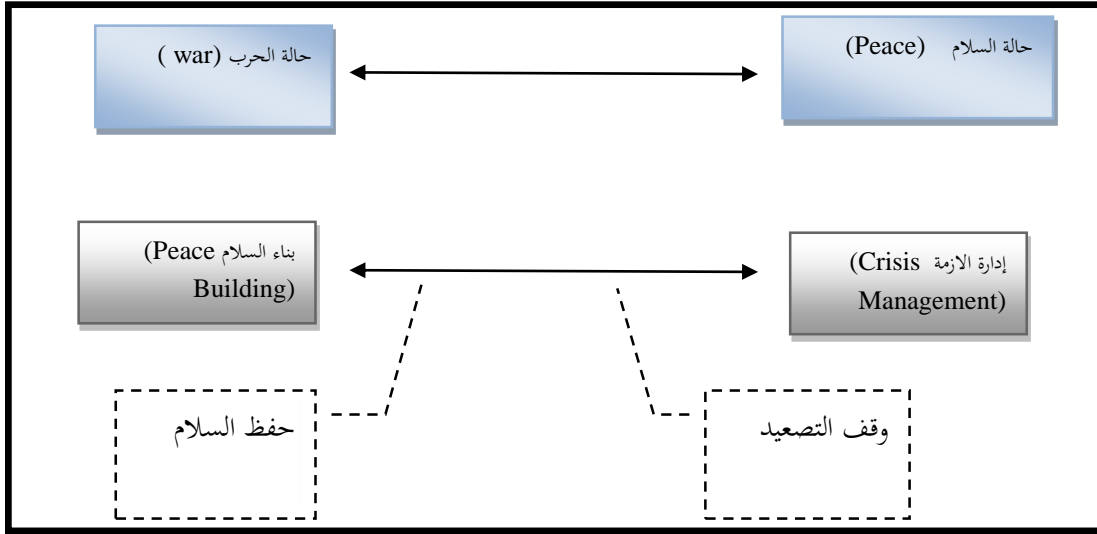 حالة السلام (Peace)
حالة الحرب (war )
إدارة الازمة (Crisis
Management)
بناء السلام (Peace
Building)
وقف التصعيد
حفظ السلام